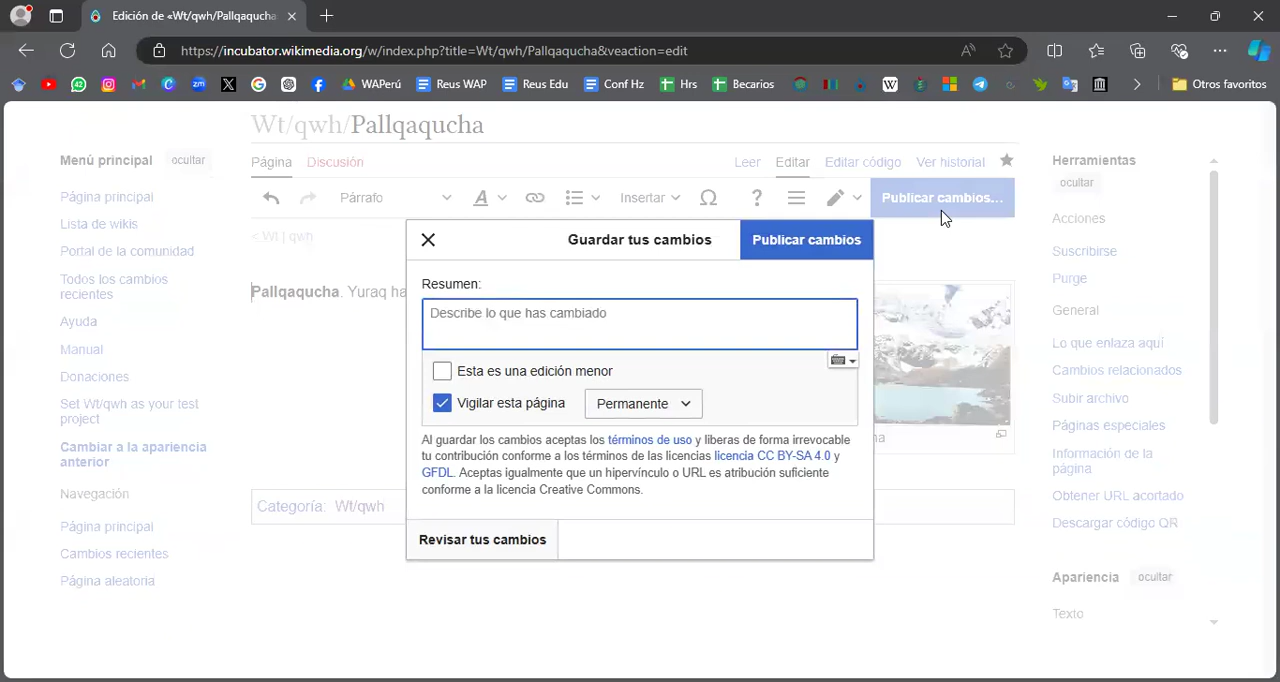 Edición de «Wt/qwh/Pallqaqucha
https://incubator.wikimedia.org/w/index.php?title=Wt/qwh/Pallqaqucha&veaction=edit
WAPerú
Reus WAP
Reus Edu
Conf Hz
Hrs
Becarios
Otros favoritos
Wt/qwh/Pallqaqucha
Menú principal
ocultar
Página principal
Lista de wikis
Portal de la comunidad
Todos los cambios
recientes
Ayuda
Manual
Donaciones
Set Wt/qwh as your test
project
Cambiar a la apariencia
anterior
Navegación
Página principal
Cambios recientes
Página aleatoria
Página
Discusión
Leer
Editar
Editar código
Ver historial
Párrafo
Insertar
Publicar cambios...
< Wt | qwh
Pallqaqucha. Yuraq
Categoría: Wt/qwh
Guardar tus cambios
Publicar cambios
Resumen:
Describe lo que has cambiado
Esta es una edición menor
Vigilar esta página
Permanente
Al guardar los cambios aceptas los términos de uso y liberas de forma irrevocable
tu contribución conforme a los términos de las licencias licencia CC BY-SA 4.0 y
GFDL. Aceptas igualmente que un hipervínculo o URL es atribución suficiente
conforme a la licencia Creative Commons.
Revisar tus cambios
Herramientas
ocultar
Acciones
Suscribirse
Purge
General
Lo que enlaza aquí
Cambios relacionados
Subir archivo
Páginas especiales
Información de la
página
Obtener URL acortado
Descargar código QR
Apariencia
ocultar
Texto